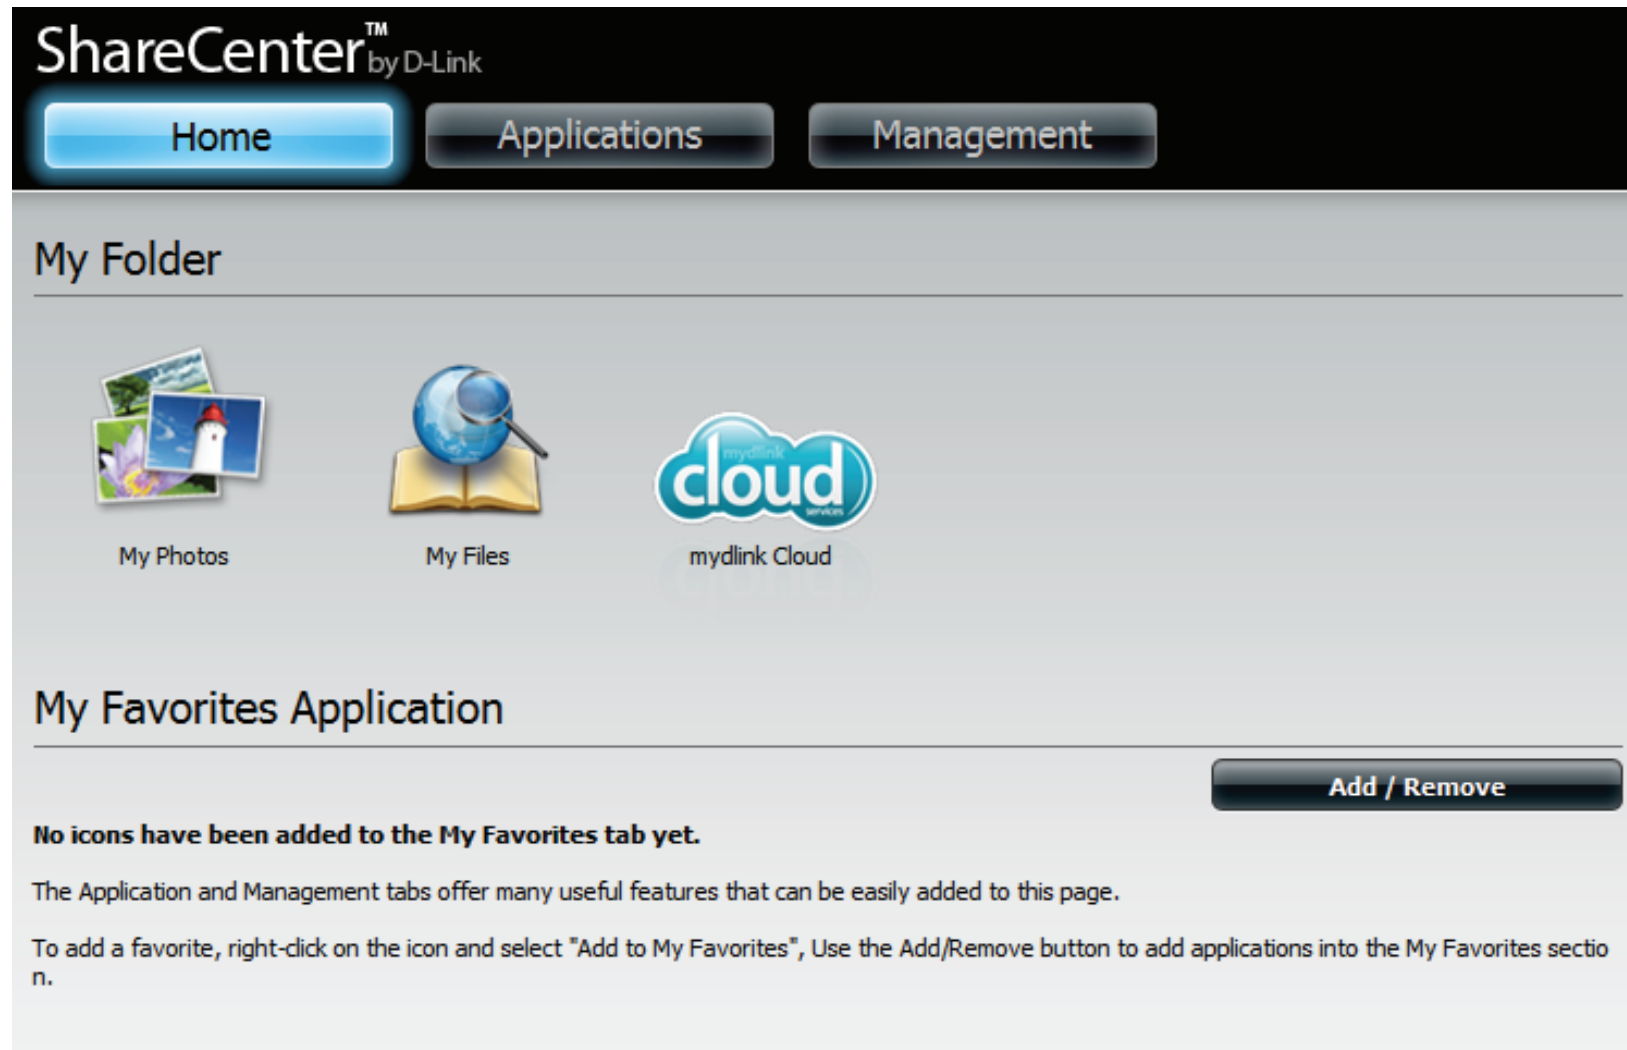 ShareCenter™ by D-Link
Home
Applications
Management
My Folder
mydlink
cloud
services
My Photos
My Files
mydlink Cloud
My Favorites Application
Add / Remove
No icons have been added to the My Favorites tab yet.
The Application and Management tabs offer many useful features that can be easily added to this page.
To add a favorite, right-click on the icon and select "Add to My Favorites", Use the Add/Remove button to add applications into the My Favorites sectio
n.